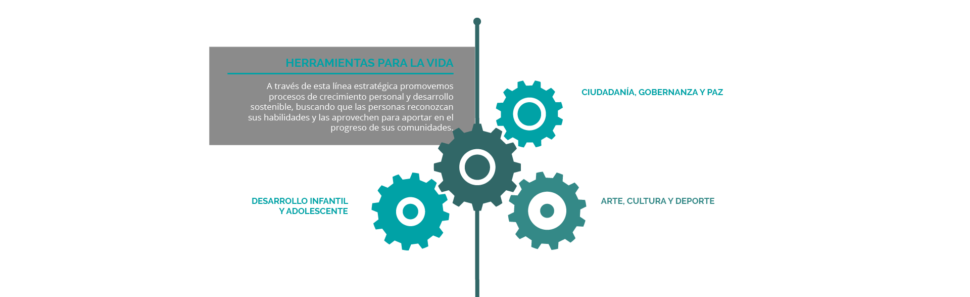 HERRAMIENTAS PARA LA VIDA
A través de esta línea estratégica promovemos
procesos de crecimiento personal y desarrollo
sostenible, buscando que las personas reconozcan
sus habilidades y las aprovechen para aportar en el
progreso de sus comunidades.
CIUDADANÍA, GOBERNANZA Y PAZ
DESARROLLO INFANTIL
Y ADOLESCENTE
ARTE, CULTURA Y DEPORTE